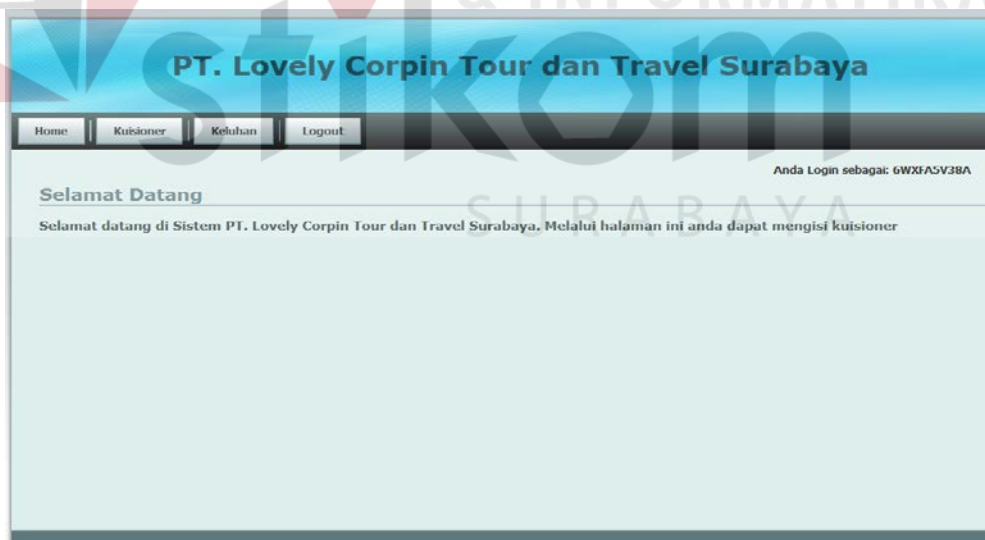 & INFORMATIKA
stikom
SURABAYA
PT. Lovely Corpin Tour dan Travel Surabaya
Home
Kuisioner
Keluhan
Logout
Anda Login sebagai: 6WXFA5V38A
Selamat Datang
Selamat datang di Sistem PT. Lovely Corpin Tour dan Travel Surabaya. Melalui halaman ini anda dapat mengisi kuisioner